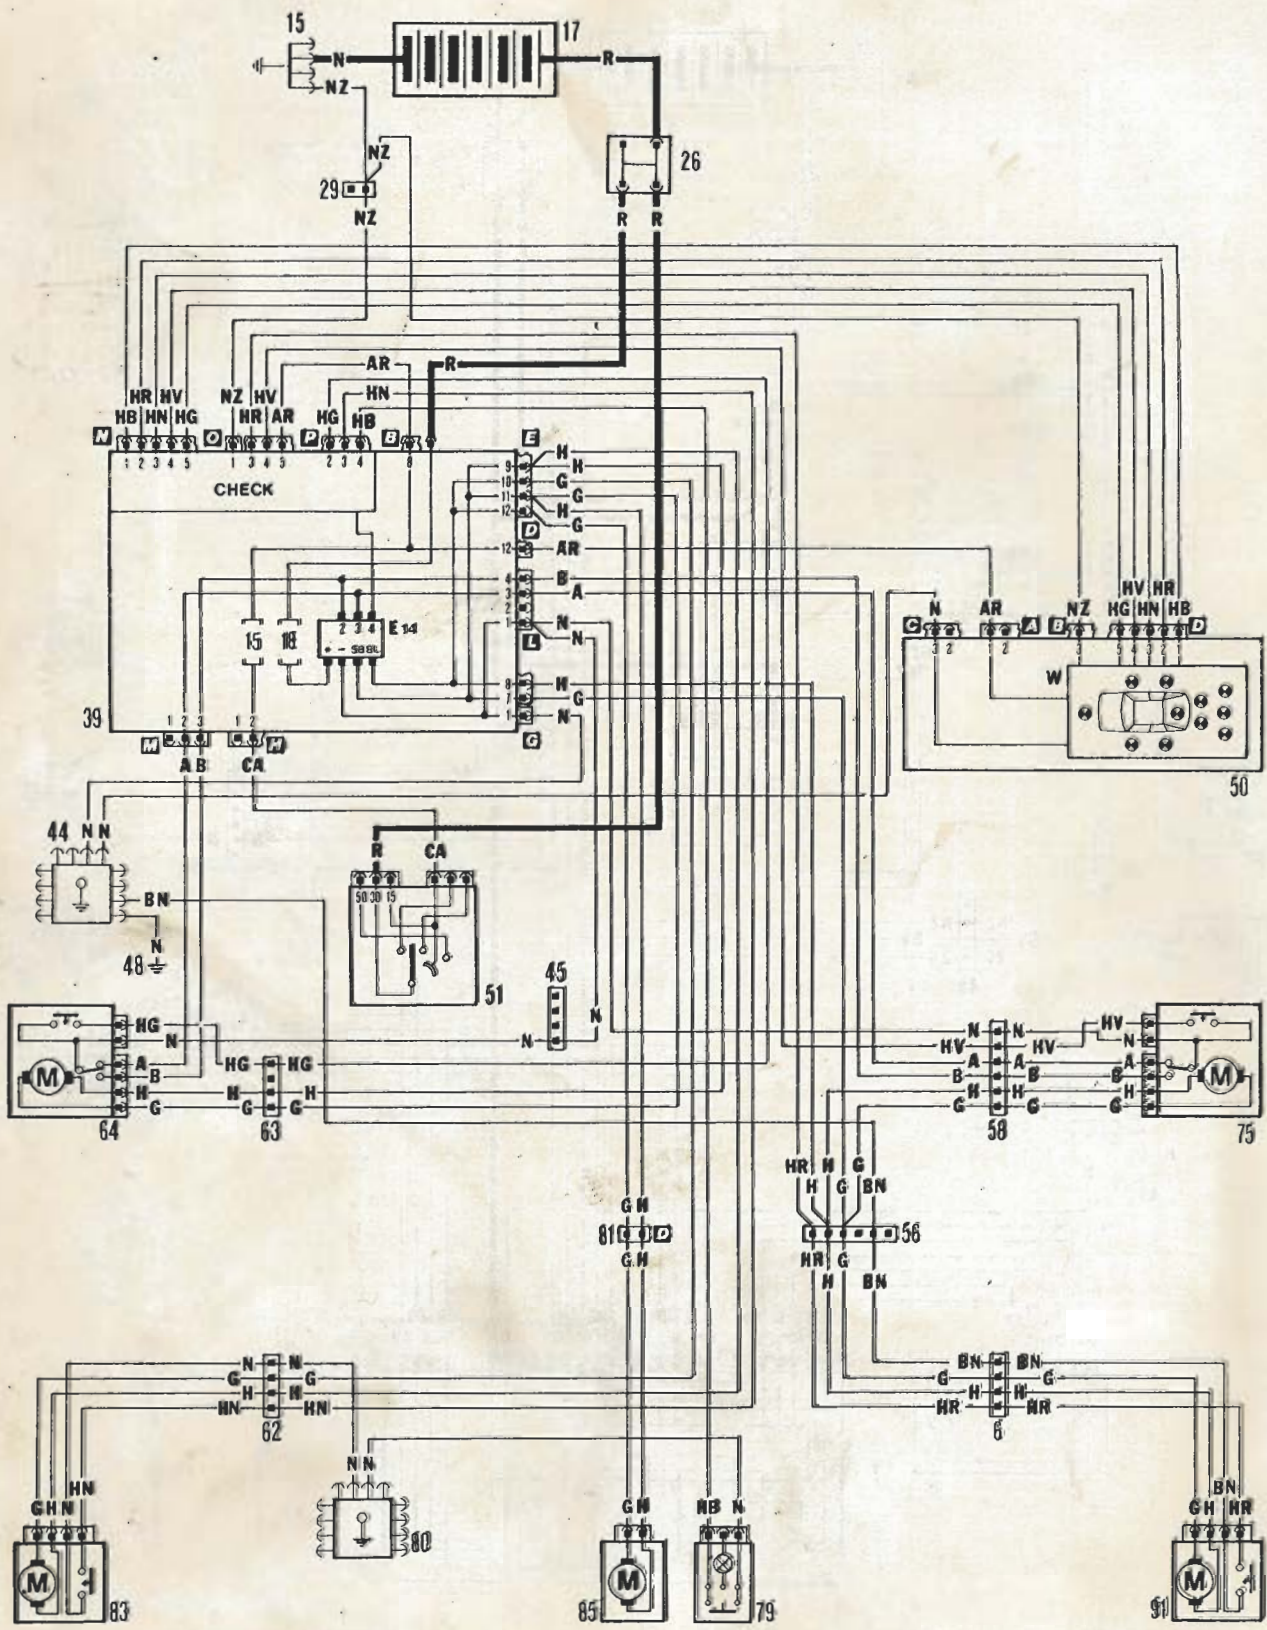 15
17
N
R
NZ
NZ
26
29
NZ
R R
AR
R
HN
HR HV NZ HV HG
HB HN HG HR AR HB
N O P B E
1 2 3 4 5 1 3 4 5 2 3 4 8
CHECK
9 H
H
10 G
11 G
12 H
G
D
12 AR
4 B
3 A
2
1 N
N
L
15 18
2 3 4 E14
+ - 58 8L
8 H
7 G
1 N
G
39
1 2 3 1 2
M H
A B CA
HV HR
N AR NZ HG HN HB
C A B D
3 2 1 2 3 5 4 3 2 1
W
50
44 N N
R CA
BN
50 30 15
N
48
51
45
N
N
HG
N
A HG HG
B
H H H
G G G
M
64
63
N N HV
HV HV N
A A A
B B B
H H H
G G G
M
58
75
HR H G
H G BN
G H
81 D
G H
56
HR G
H BN
N N
G G
H H
HN HN
62
BN BN
G G
H H
HR HR
6
N N
HN
G H N
80
G H
HB N
BN
G H HR
M
83
M
85
79
M
91